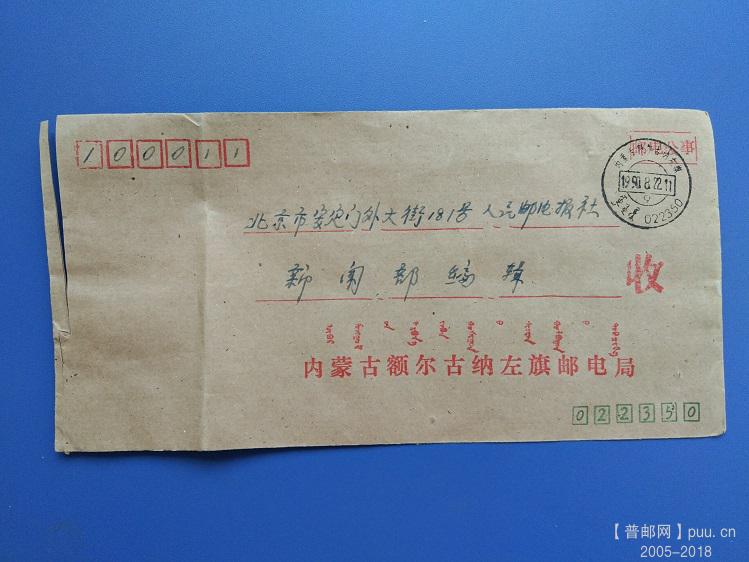 100011
1990.8.22.11
9
022350
北京市安定门外大街181号 人民邮电报社
新闻部编辑
收
内蒙古额尔古纳左旗邮电局
022350
【普邮网】puu.cn
2005-2018